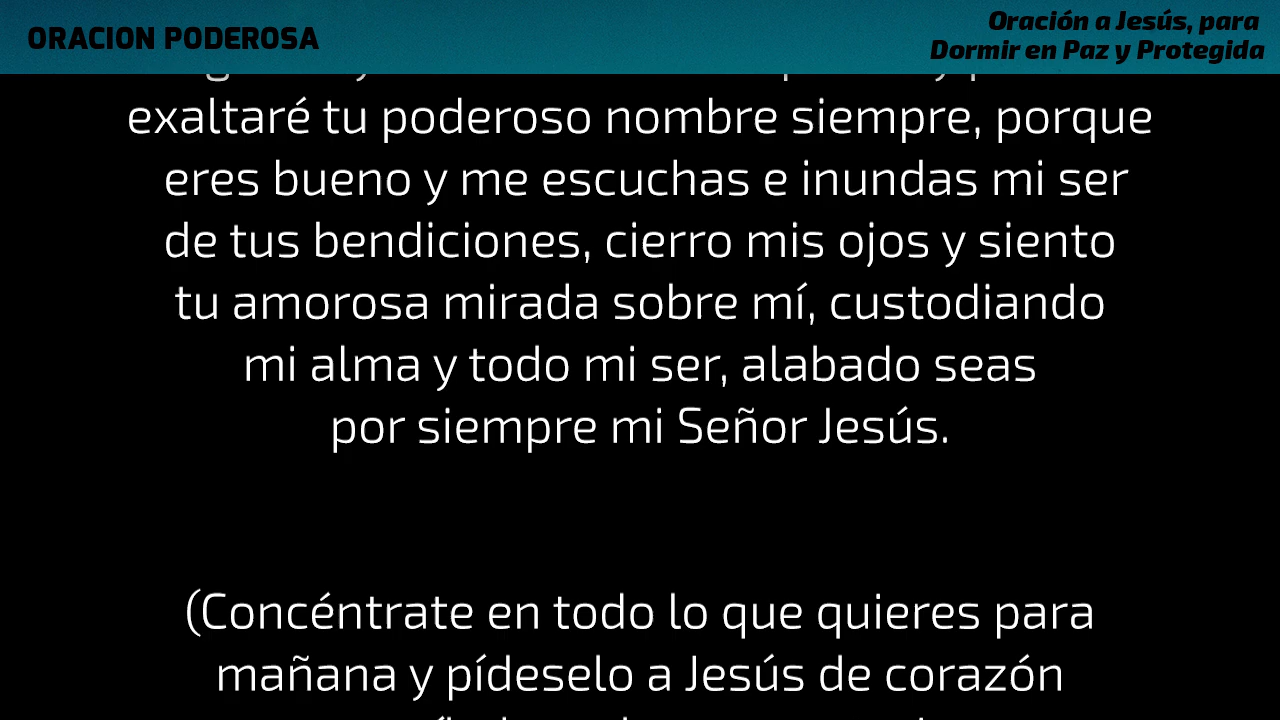 ORACION PODEROSA
Oración a Jesús, para
Dormir en Paz y Protegida
exaltaré tu poderoso nombre siempre, porque
eres bueno y me escuchas e inundas mi ser
de tus bendiciones, cierro mis ojos y siento
tu amorosa mirada sobre mí, custodiando
mi alma y todo mi ser, alabado seas
por siempre mi Señor Jesús.
(Concéntrate en todo lo que quieres para
mañana y pídeselo a Jesús de corazón